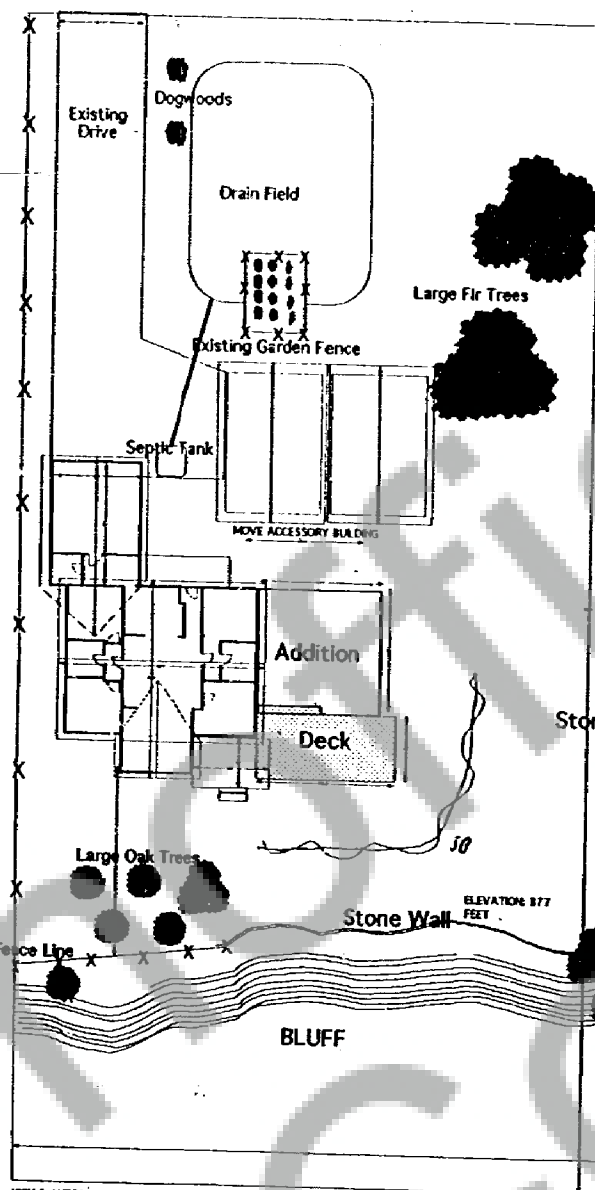 Dogwoods
Existing
Drive
Drain Field
Large Fir Trees
Existing Garden Fence
Septic Tank
MOVE ACCESSORY BUILDING
Addition
Deck
Large Oak Trees
ELEVATION: 877
FEET
Stone Wall
Fence Line
BLUFF